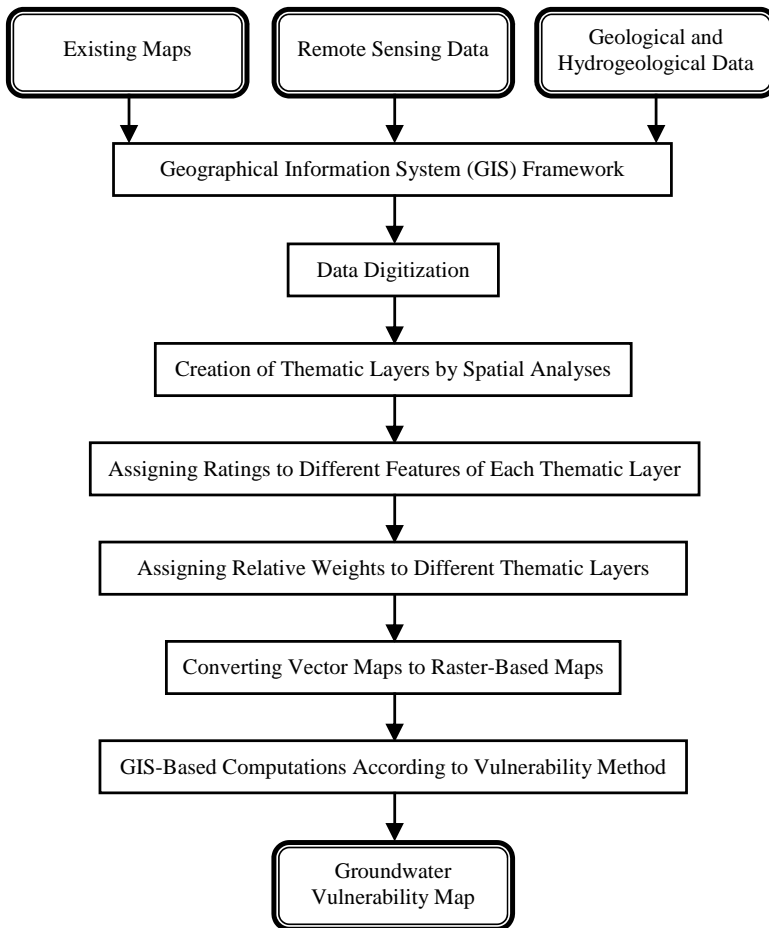 Existing Maps
Remote Sensing Data
Geological and
Hydrogeological Data
Geographical Information System (GIS) Framework
Data Digitization
Creation of Thematic Layers by Spatial Analyses
Assigning Ratings to Different Features of Each Thematic Layer
Assigning Relative Weights to Different Thematic Layers
Converting Vector Maps to Raster-Based Maps
GIS-Based Computations According to Vulnerability Method
Groundwater
Vulnerability Map